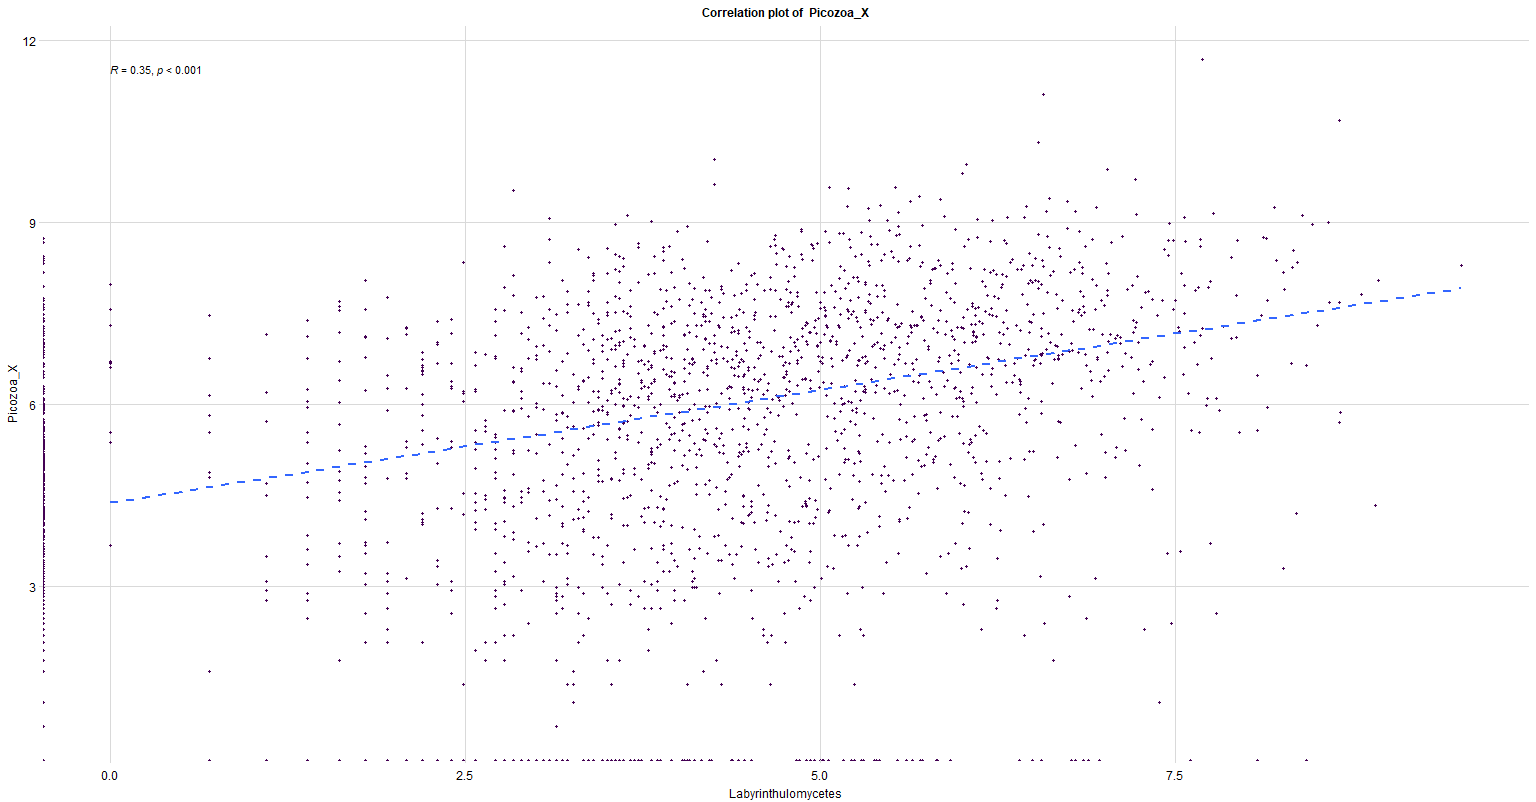 Correlation plot of Picozoa_X
12
R = 0.35, p < 0.001
9
Picozoa_X
6
3
0.0 2.5 5.0 7.5
Labyrinthulomycetes